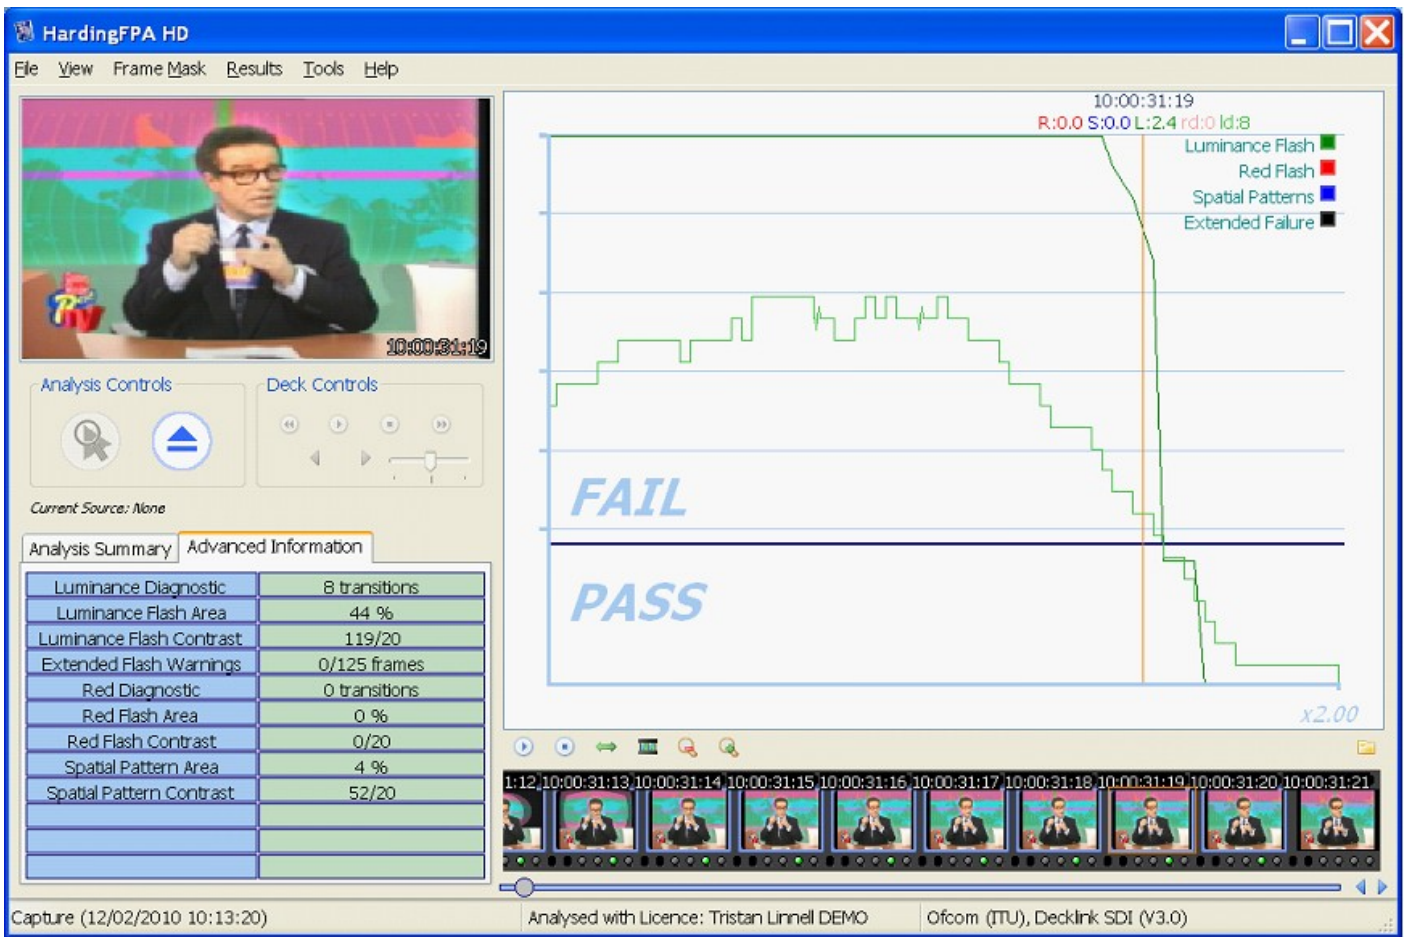 HardingFPA HD
File View Frame Mask Results Tools Help
10:00:31:19
Analysis Controls
Deck Controls
Current Source: None
Analysis Summary Advanced Information
Luminance Diagnostic 8 transitions
Luminance Flash Area 44 %
Luminance Flash Contrast 119/20
Extended Flash Warnings 0/125 frames
Red Diagnostic 0 transitions
Red Flash Area 0 %
Red Flash Contrast 0/20
Spatial Pattern Area 4 %
Spatial Pattern Contrast 52/20
10:00:31:19
R:0.0 S:0.0 L:2.4 rd:0 ld:8
Luminance Flash
Red Flash
Spatial Patterns
Extended Failure
FAIL
PASS
x2.00
1:12 10:00:31:13 10:00:31:14 10:00:31:15 10:00:31:16 10:00:31:17 10:00:31:18 10:00:31:19 10:00:31:20 10:00:31:21
Capture (12/02/2010 10:13:20) Analysed with Licence: Tristan Linnell DEMO Ofcom (ITU), Decklink SDI (V3.0)